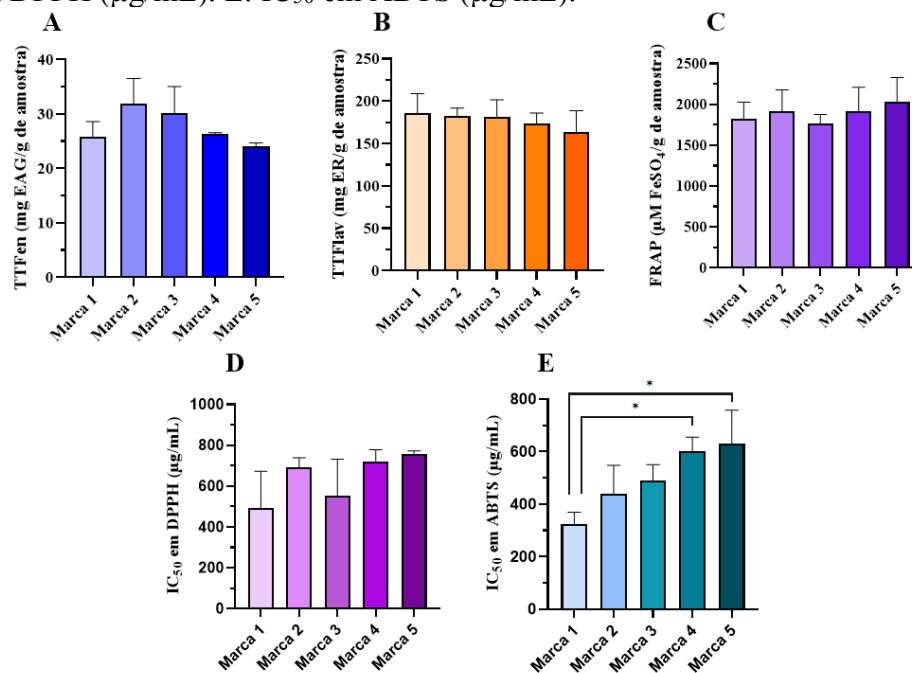 DPPH (µg/mL). E. IC₅₀ em ABTS (µg/mL).
A
B
C
TTFen (mg EAG/g de amostra)
40
30
20
10
0
Marca 1
Marca 2
Marca 3
Marca 4
Marca 5
TTFlav (mg ER/g de amostra)
250
200
150
100
50
0
Marca 1
Marca 2
Marca 3
Marca 4
Marca 5
FRAP (µM FeSO₄/g de amostra)
2500
2000
1500
1000
500
0
Marca 1
Marca 2
Marca 3
Marca 4
Marca 5
D
E
IC₅₀ em DPPH (µg/mL)
1000
800
600
400
200
0
Marca 1
Marca 2
Marca 3
Marca 4
Marca 5
IC₅₀ em ABTS (µg/mL)
800
600
400
200
0
*
*
Marca 1
Marca 2
Marca 3
Marca 4
Marca 5